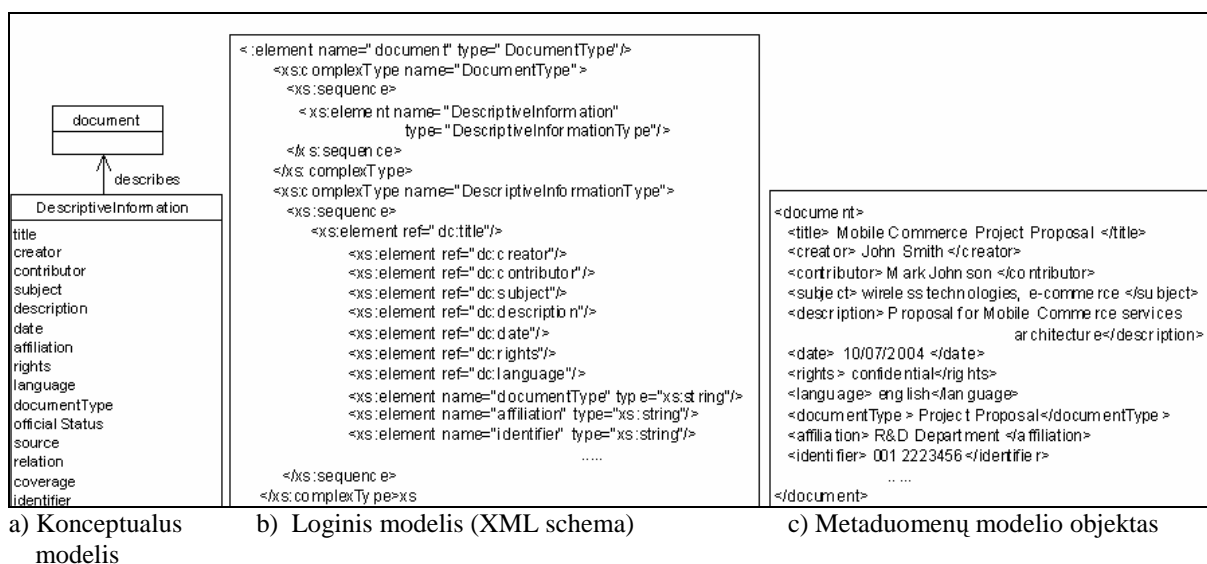 document
describes
DescriptiveInformation
title
creator
contributor
subject
description
date
affiliation
rights
language
documentType
official Status
source
relation
coverage
identifier
< :element name="document" type="DocumentType"/>
<xs:complexType name="DocumentType">
<xs:sequence>
<xs:element name="DescriptiveInformation"
type="DescriptiveInformationType"/>
</xs:sequence>
</xs:complexType>
<xs:complexType name="DescriptiveInformationType">
<xs:sequence>
<xs:element ref="dc:title"/>
<xs:element ref="dc:creator"/>
<xs:element ref="dc:contributor"/>
<xs:element ref="dc:subject"/>
<xs:element ref="dc:description"/>
<xs:element ref="dc:date"/>
<xs:element ref="dc:rights"/>
<xs:element ref="dc:language"/>
<xs:element name="documentType" type="xs:string"/>
<xs:element name="affiliation" type="xs:string"/>
<xs:element name="identifier" type="xs:string"/>
.....
</xs:sequence>
</xs:complexType>xs
<document>
<title> Mobile Commerce Project Proposal </title>
<creator> John Smith </creator>
<contributor> Mark Johnson </contributor>
<subject> wireless technologies, e-commerce </subject>
<description> Proposal for Mobile Commerce services
architecture</description>
<date> 10/07/2004 </date>
<rights> confidential</rights>
<language> english</language>
<documentType> Project Proposal</documentType>
<affiliation> R&D Department </affiliation>
<identifier> 001 2223456 </identifier>
.. ...
</document>
a) Konceptualus
modelis
b) Loginis modelis (XML schema)
c) Metaduomenų modelio objektas